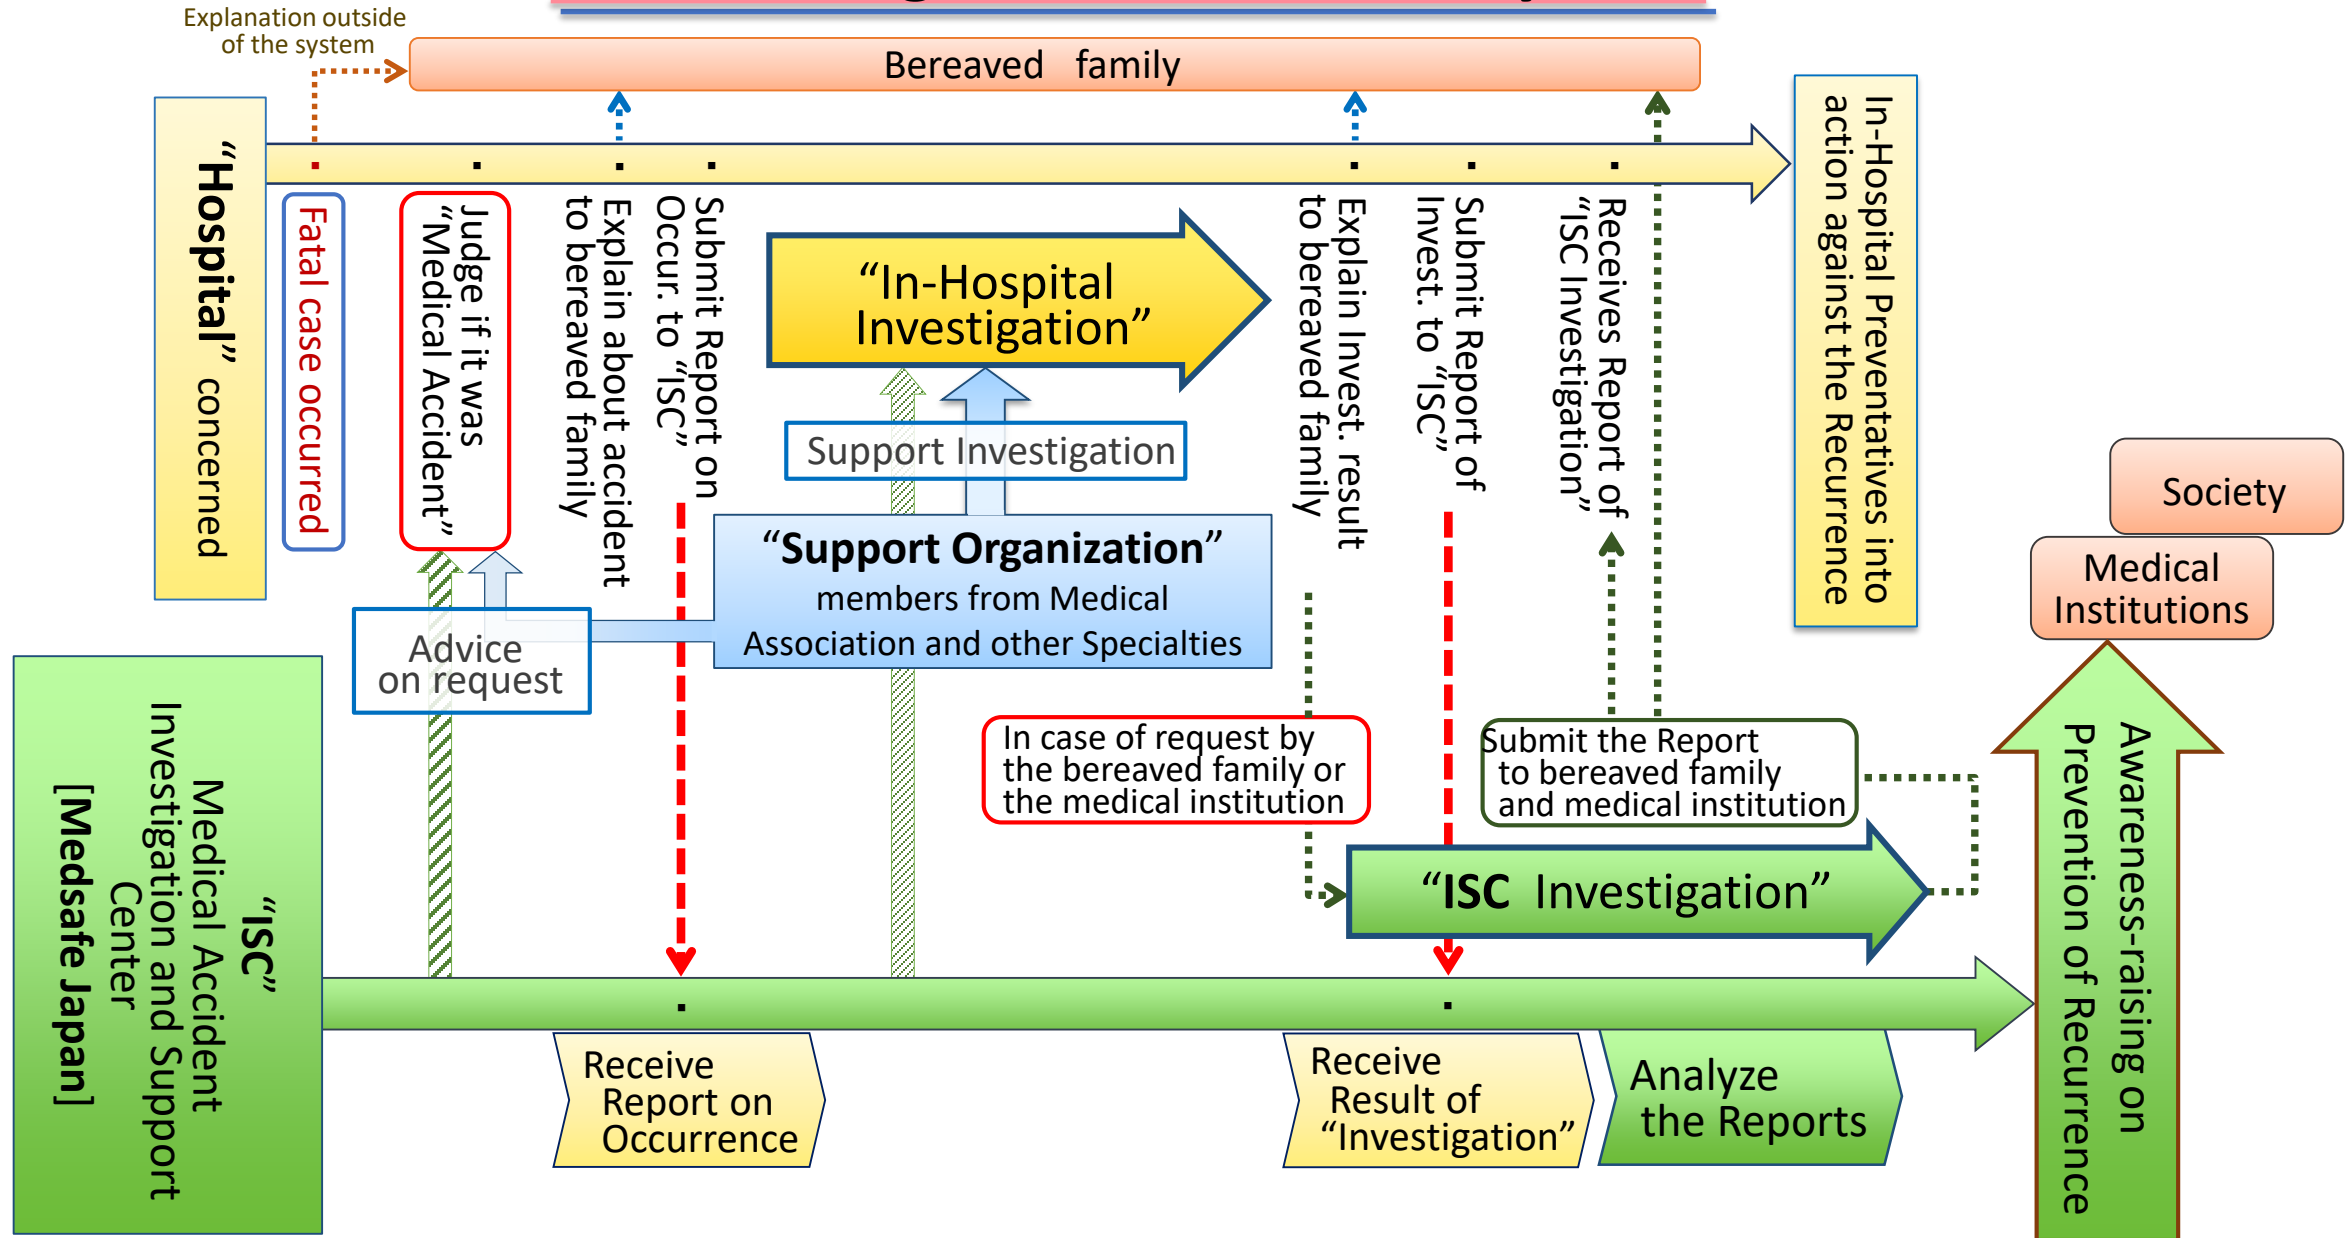 Explanation outside
of the system
Bereaved family
“Hospital” concerned
Fatal case occurred
Judge if it was
“Medical Accident”
Explain about accident
to bereaved family
Submit Report on
Occur. to “ISC”
“In-Hospital
Investigation”
Explain Invest. result
to bereaved family
Submit Report of
Invest. to “ISC”
Receives Report of
“ISC Investigation”
In-Hospital Preventatives into
action against the Recurrence
Support Investigation
“Support Organization”
members from Medical
Association and other Specialties
Advice
on request
Society
Medical
Institutions
In case of request by
the bereaved family or
the medical institution
Submit the Report
to bereaved family
and medical institution
“ISC Investigation”
“ISC”
Medical Accident
Investigation and Support
Center
[Medsafe Japan]
Receive
Report on
Occurrence
Receive
Result of
“Investigation”
Analyze
the Reports
Awareness-raising on
Prevention of Recurrence